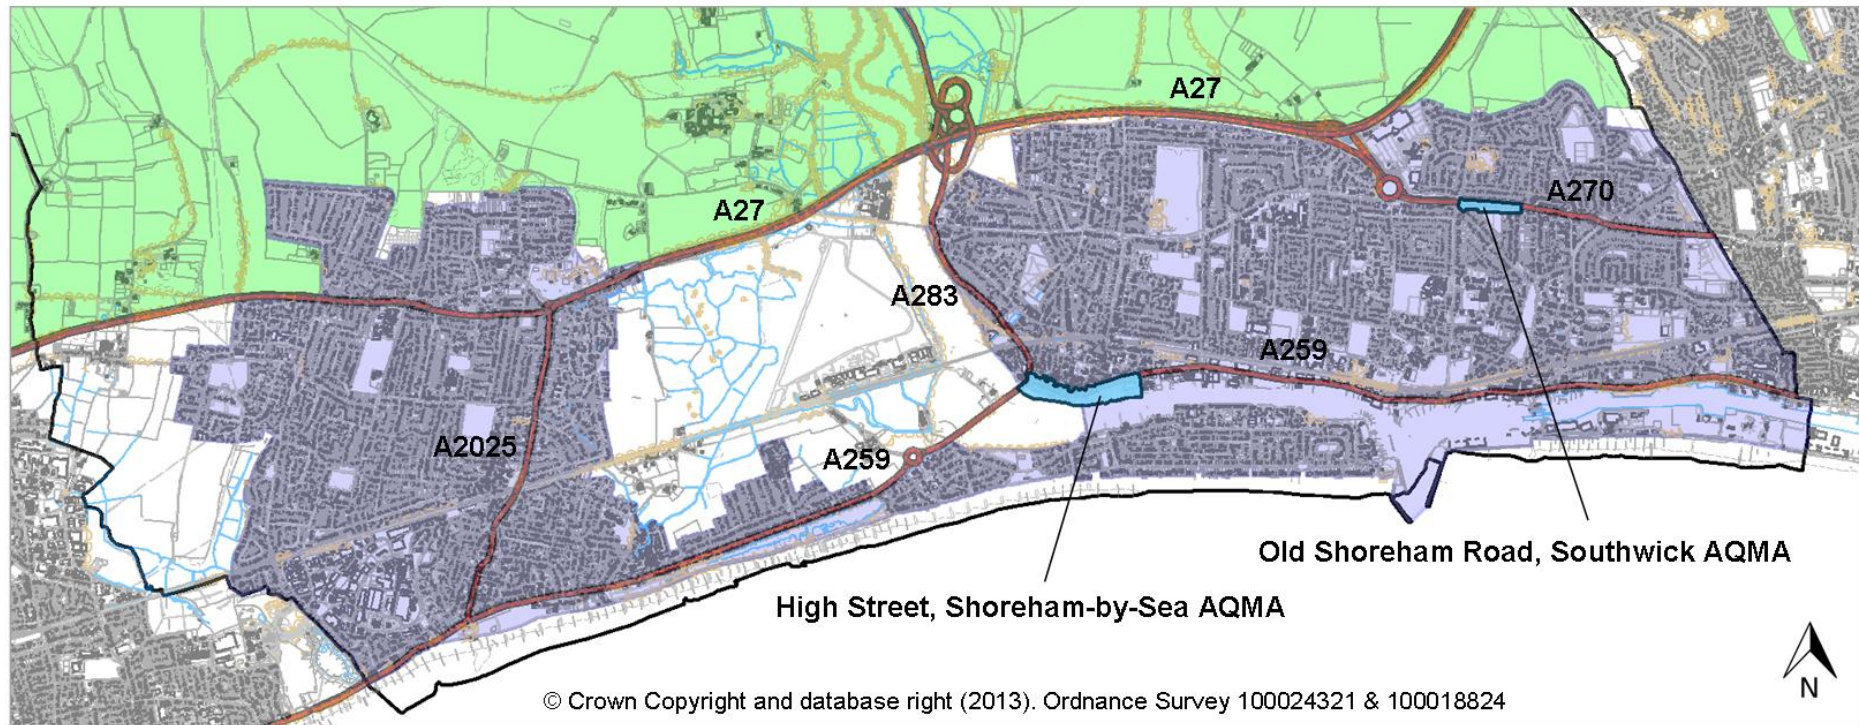 A27
A27
A270
A283
A259
A2025
A259
Old Shoreham Road, Southwick AQMA
High Street, Shoreham-by-Sea AQMA
N
© Crown Copyright and database right (2013). Ordnance Survey 100024321 & 100018824